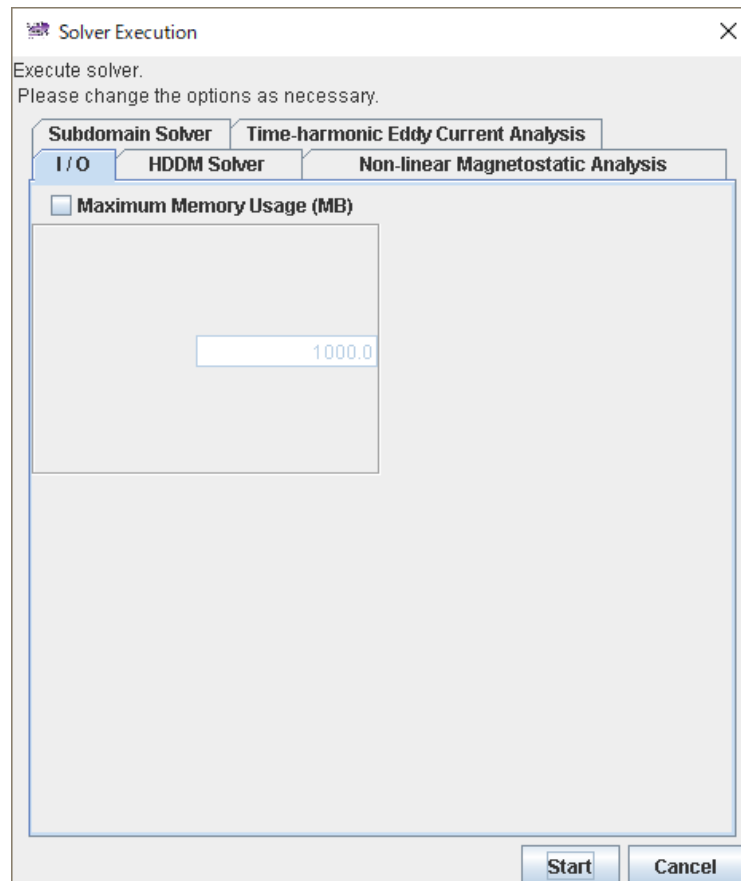 Solver Execution
Execute solver.
Please change the options as necessary.
Subdomain Solver Time-harmonic Eddy Current Analysis
I / O HDDM Solver Non-linear Magnetostatic Analysis
Maximum Memory Usage (MB)
1000.0
Start Cancel